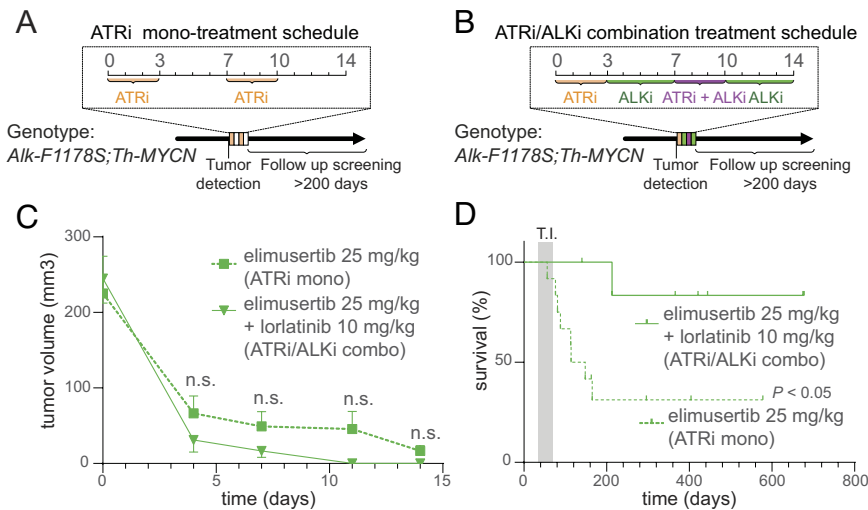 A
ATRi mono-treatment schedule
0 3 7 10 14
ATRi ATRi
Genotype:
Alk-F1178S;Th-MYCN
Tumor
detection
Follow up screening
>200 days
B
ATRi/ALKi combination treatment schedule
0 3 7 10 14
ATRi ALKi ATRi + ALKi ALKi
Genotype:
Alk-F1178S;Th-MYCN
Tumor
detection
Follow up screening
>200 days
C
300
200
100
0
tumor volume (mm3)
elimusertib 25 mg/kg
(ATRi mono)
elimusertib 25 mg/kg
+ lorlatinib 10 mg/kg
(ATRi/ALKi combo)
n.s.
n.s.
n.s.
n.s.
0 5 10 15
time (days)
D
T.I.
100
50
0
survival (%)
elimusertib 25 mg/kg
+ lorlatinib 10 mg/kg
(ATRi/ALKi combo)
P < 0.05
elimusertib 25 mg/kg
(ATRi mono)
0 200 400 600 800
time (days)